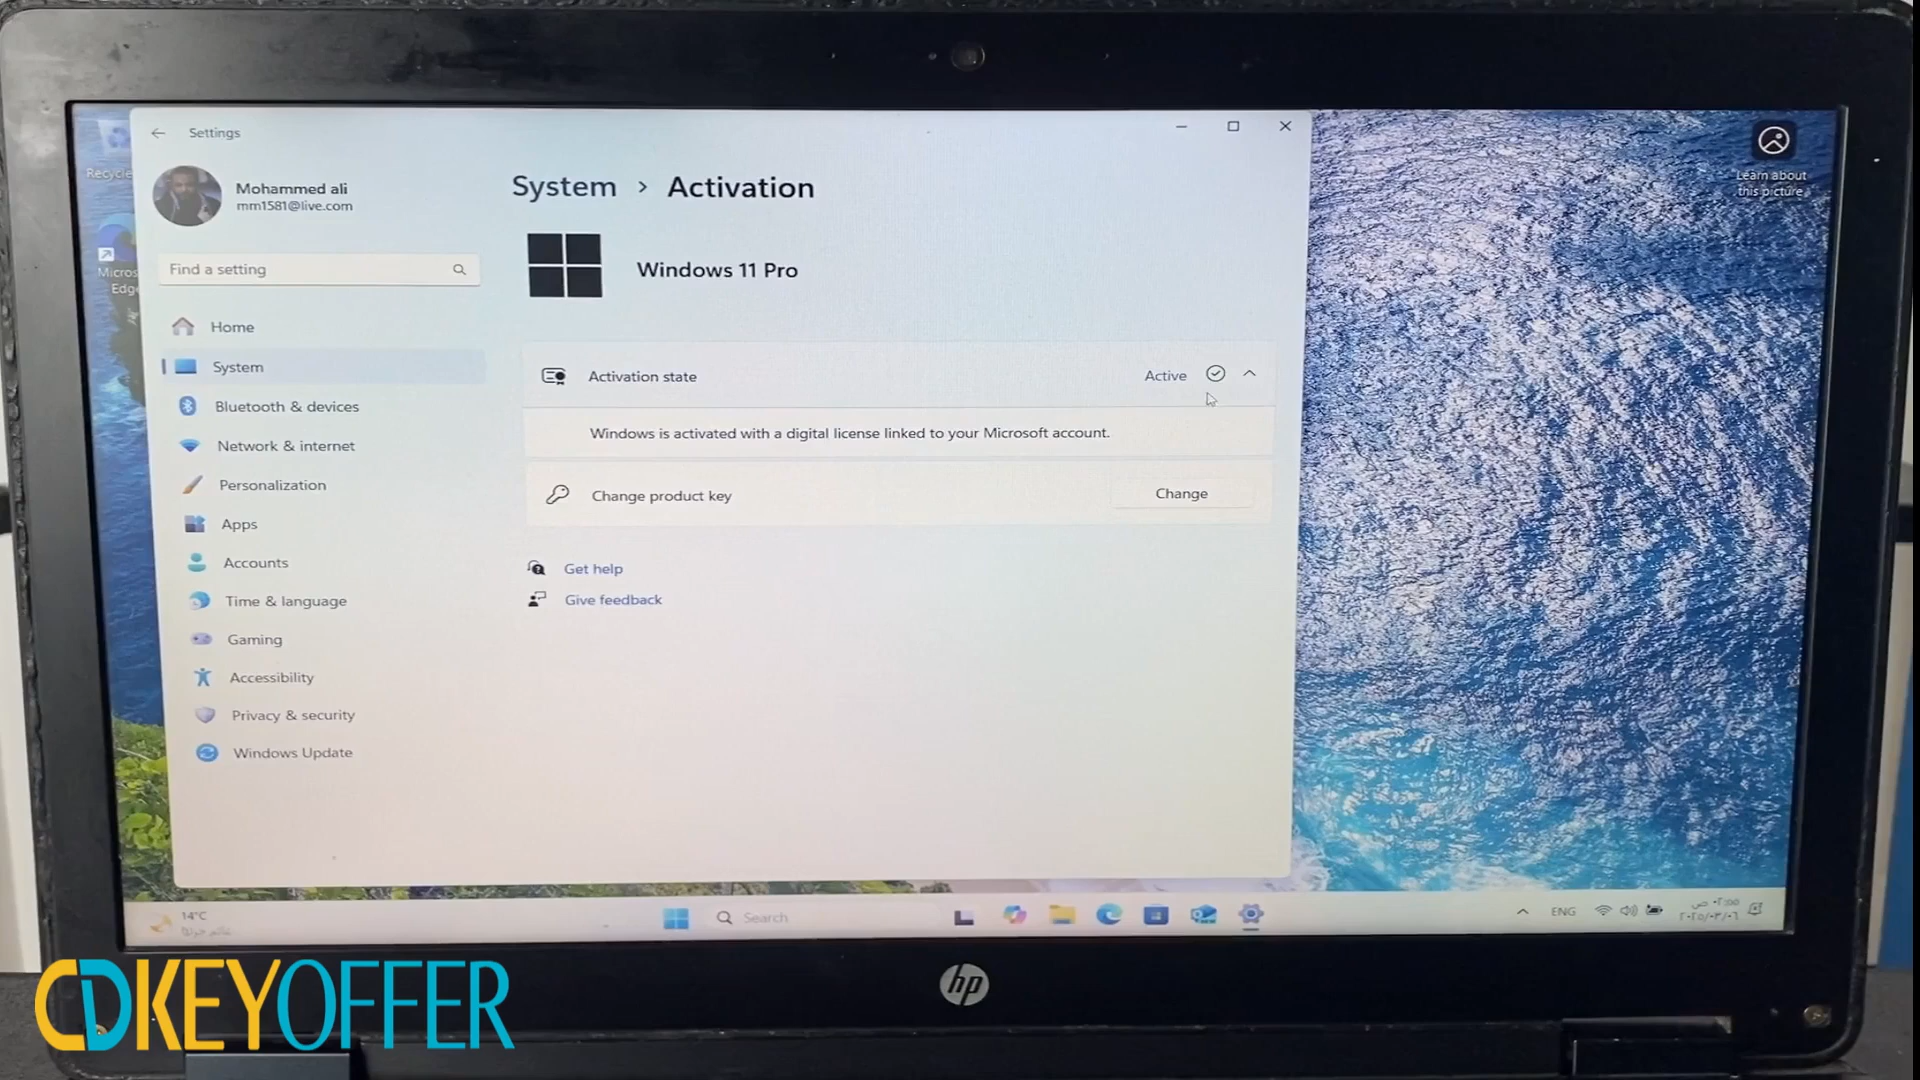 Settings
Mohammed ali
mm1581@live.com
Find a setting
Home
System
Bluetooth & devices
Network & internet
Personalization
Apps
Accounts
Time & language
Gaming
Accessibility
Privacy & security
Windows Update
System > Activation
Windows 11 Pro
Activation state
Active
Windows is activated with a digital license linked to your Microsoft account.
Change product key
Change
Get help
Give feedback
Recycle
Micros
Edge
Learn about
this picture
14°C
Search
ENG
hp
CDKEYOFFER